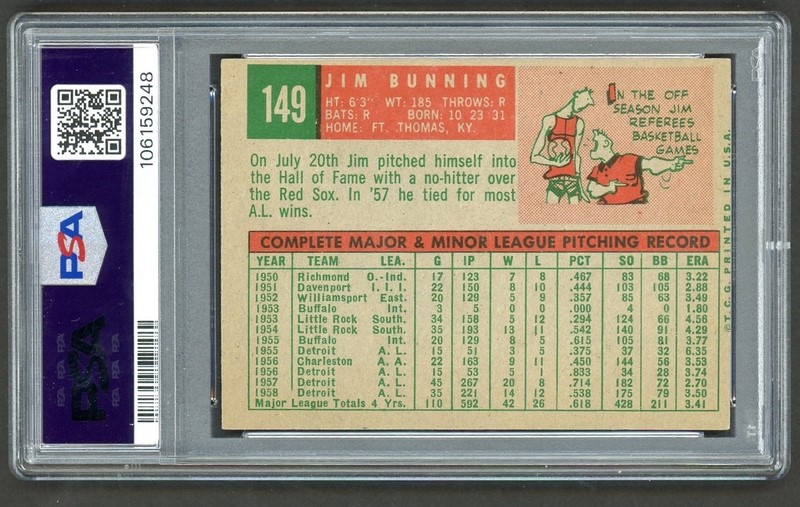 PSA
106159248
PSA
149
JIM BUNNING
HT: 6'3" WT: 185 THROWS: R
BATS: R BORN: 10 23 31
HOME: FT. THOMAS, KY.
IN THE OFF
SEASON JIM
REFEREES
BASKETBALL
GAMES
On July 20th Jim pitched himself into
the Hall of Fame with a no-hitter over
the Red Sox. In '57 he tied for most
A.L. wins.
COMPLETE MAJOR & MINOR LEAGUE PITCHING RECORD
YEAR TEAM LEA. G IP W L PCT SO BB ERA
1950 Richmond O.-Ind. 17 123 7 8 .467 83 68 3.22
1951 Davenport I. I. I. 22 150 8 10 .444 103 105 2.88
1952 Williamsport East. 20 129 5 9 .357 85 63 3.49
1953 Buffalo Int. 3 5 0 0 .000 4 0 1.80
1953 Little Rock South. 34 158 5 12 .294 124 66 4.56
1954 Little Rock South. 35 193 13 11 .542 140 91 4.29
1955 Buffalo Int. 20 129 8 5 .615 105 81 3.77
1955 Detroit A. L. 15 51 3 5 .375 37 32 6.35
1956 Charleston A. A. 22 163 9 11 .450 144 56 3.53
1956 Detroit A. L. 15 53 5 1 .833 34 28 3.74
1957 Detroit A. L. 45 267 20 8 .714 182 72 2.70
1958 Detroit A. L. 35 221 14 12 .538 175 79 3.50
Major League Totals 4 Yrs. 110 592 42 26 .618 428 211 3.41
©T.C.G. PRINTED IN U.S.A.